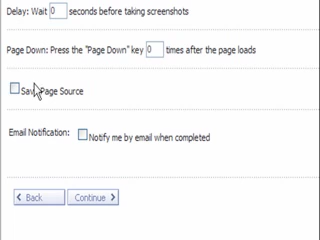 Delay: Wait 0 seconds before taking screenshots
Page Down: Press the "Page Down" key 0 times after the page loads
Save Page Source
Email Notification: Notify me by email when completed
Back Continue